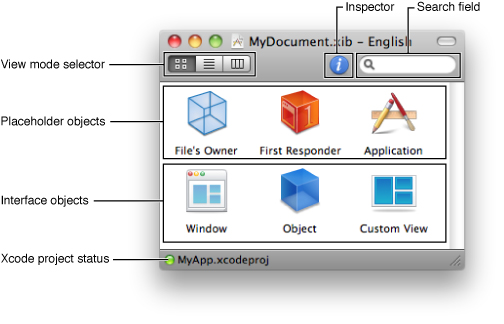 Inspector
Search field
MyDocument.xib – English
View mode selector
Placeholder objects
File's Owner
First Responder
Application
Interface objects
Window
Object
Custom View
Xcode project status
MyApp.xcodeproj